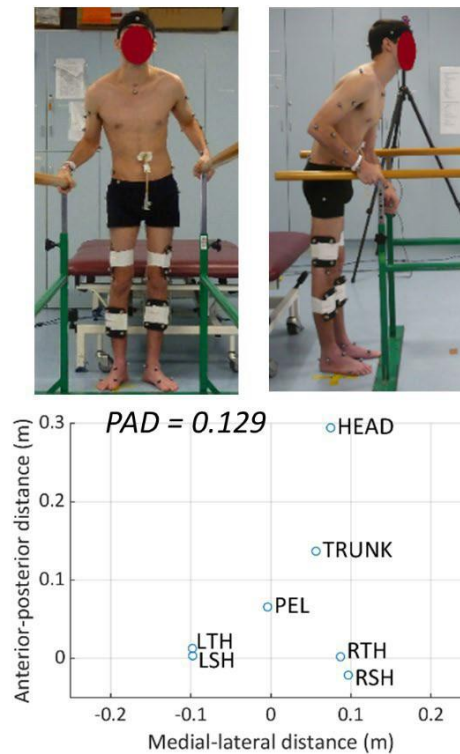 PAD = 0.129
0.3
0.2
0.1
0
-0.2
-0.1
0
0.1
0.2
HEAD
TRUNK
PEL
LTH
LSH
RTH
RSH
Anterior-posterior distance (m)
Medial-lateral distance (m)